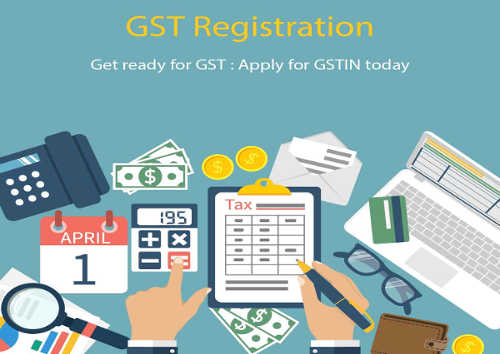 GST Registration
Get ready for GST : Apply for GSTIN today
195
Tax
APRIL
1